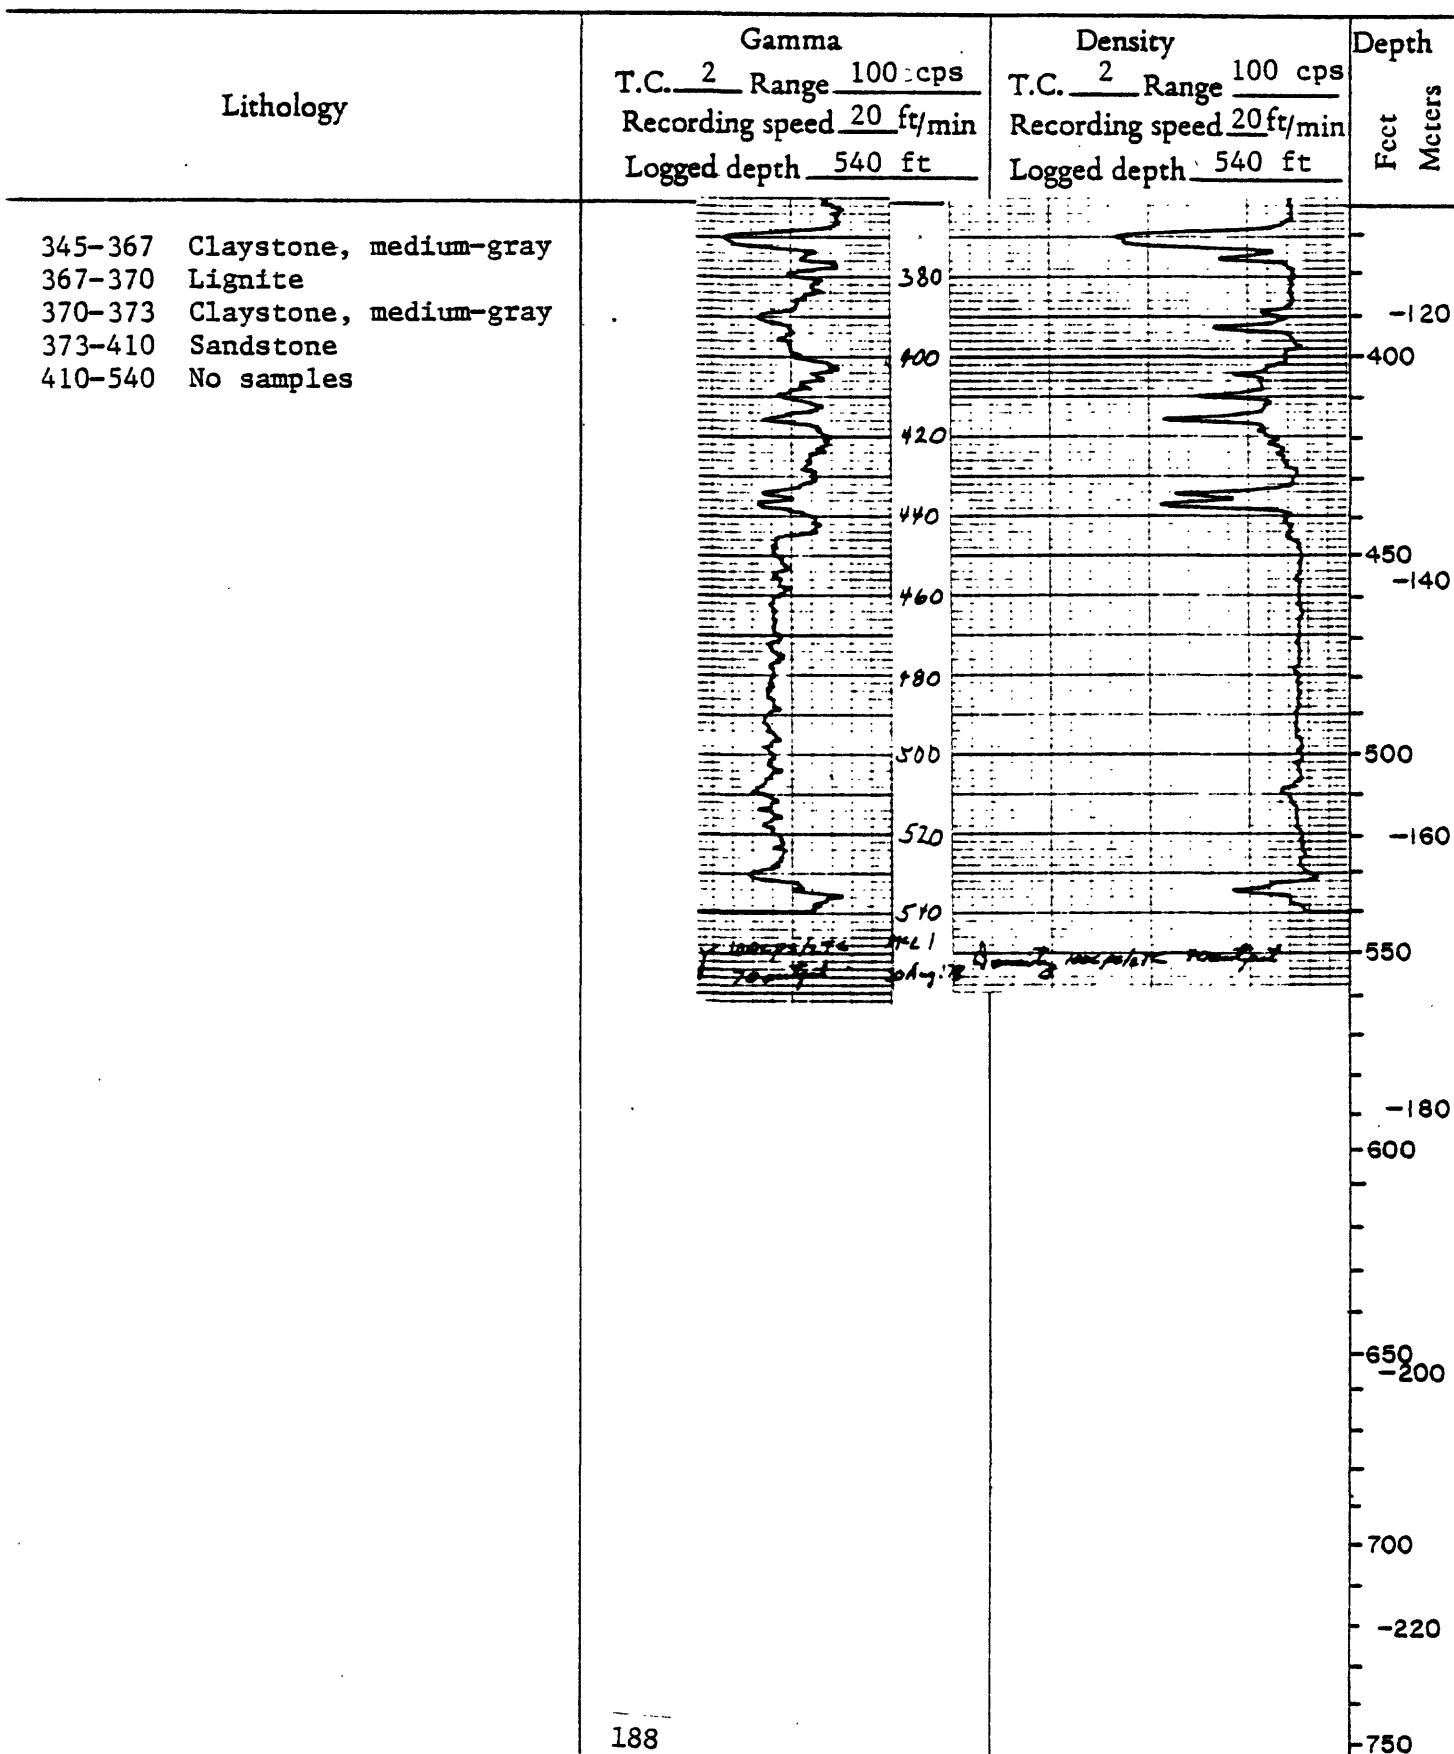 Lithology
Gamma
T.C. 2 Range 100 cps
Recording speed 20 ft/min
Logged depth 540 ft
Density
T.C. 2 Range 100 cps
Recording speed 20 ft/min
Logged depth 540 ft
Depth
Feet
Meters
345-367 Claystone, medium-gray
367-370 Lignite
370-373 Claystone, medium-gray
373-410 Sandstone
410-540 No samples
380
400
420
440
460
480
500
520
540
Density
-120
-400
-450
-140
-500
-160
-550
-180
-600
-650
-200
-700
-220
-750
188